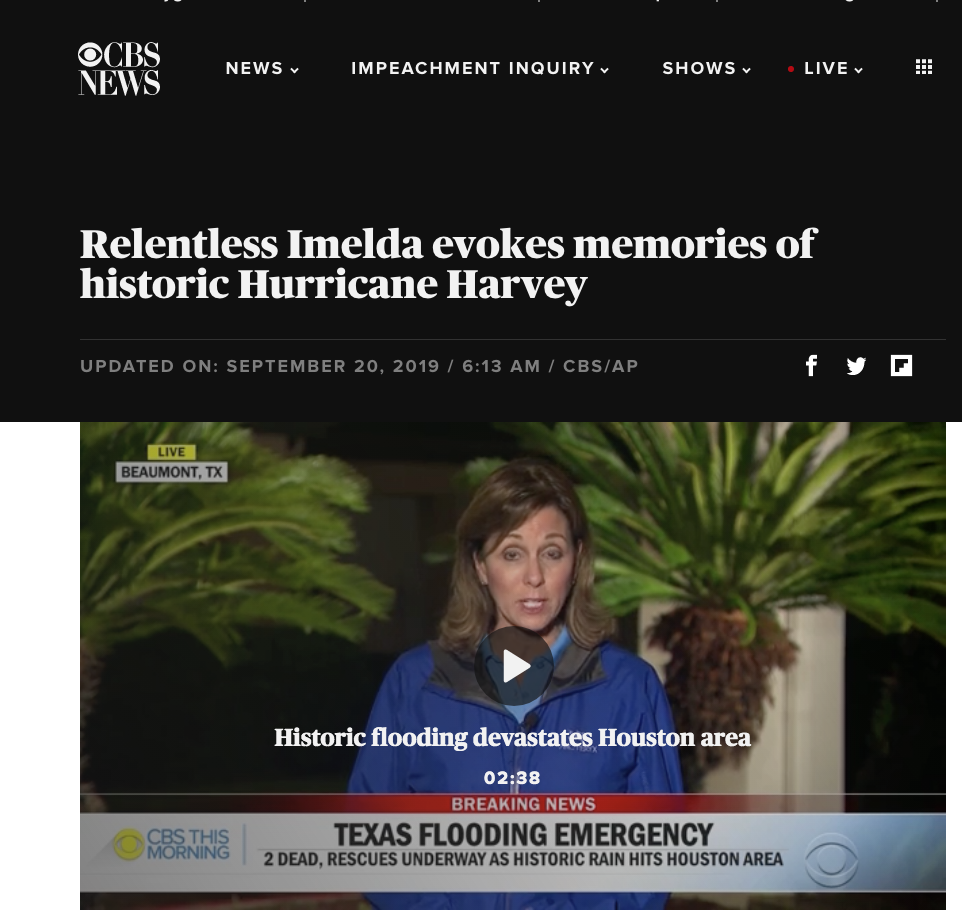 CBS
NEWS
NEWS
IMPEACHMENT INQUIRY
SHOWS
LIVE
Relentless Imelda evokes memories of
historic Hurricane Harvey
UPDATED ON: SEPTEMBER 20, 2019 / 6:13 AM / CBS/AP
LIVE
BEAUMONT, TX
Historic flooding devastates Houston area
02:38
BREAKING NEWS
CBS THIS
MORNING
TEXAS FLOODING EMERGENCY
2 DEAD, RESCUES UNDERWAY AS HISTORIC RAIN HITS HOUSTON AREA